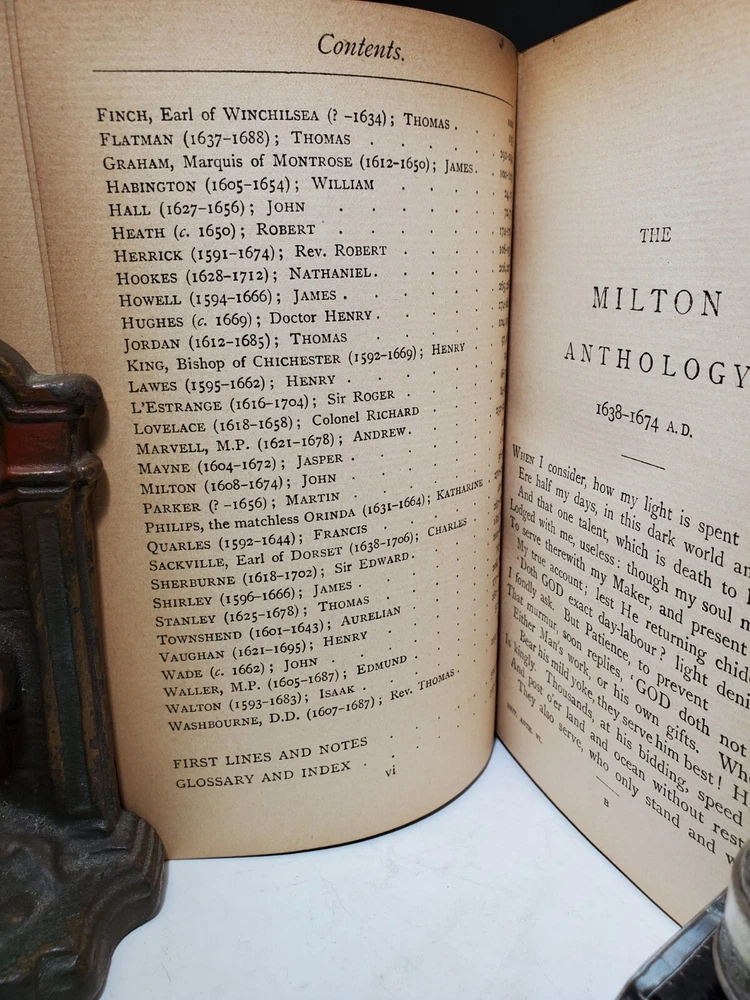 Contents.
FINCH, Earl of WINCHILSEA (? –1634); THOMAS .
FLATMAN (1637–1688); THOMAS
GRAHAM, Marquis of MONTROSE (1612–1650); JAMES.
HABINGTON (1605–1654); WILLIAM
HALL (1627–1656); JOHN
HEATH (c. 1650); ROBERT
HERRICK (1591–1674); Rev. ROBERT
HOOKES (1628–1712); NATHANIEL.
HOWELL (1594–1666); JAMES .
HUGHES (c. 1669); Doctor HENRY.
JORDAN (1612–1685); THOMAS
KING, Bishop of CHICHESTER (1592–1669); HENRY
LAWES (1595–1662); HENRY
L'ESTRANGE (1616–1704); Sir ROGER
LOVELACE (1618–1658); Colonel RICHARD
MARVELL, M.P. (1621–1678); ANDREW.
MAYNE (1604–1672); JASPER
MILTON (1608–1674); JOHN
PARKER (? –1656); MARTIN
PHILIPS, the matchless ORINDA (1631–1664); KATHARINE
QUARLES (1592–1644); FRANCIS
SACKVILLE, Earl of DORSET (1638–1706); CHARLES
SHERBURNE (1618–1702); Sir EDWARD.
SHIRLEY (1596–1666); JAMES
STANLEY (1625–1678); THOMAS
TOWNSHEND (1601–1643); AURELIAN
VAUGHAN (1621–1695); HENRY
WADE (c. 1662); JOHN
WALLER, M.P. (1605–1687); EDMUND
WALTON (1593–1683); ISAAK
WASHBOURNE, D.D. (1607–1687); Rev. THOMAS
FIRST LINES AND NOTES
GLOSSARY AND INDEX
vi
THE
MILTON
ANTHOLOGY
1638–1674 A.D.
WHEN I consider, how my light is spent
Ere half my days, in this dark world
And that one talent, which is death to
Lodged with me, useless: though my soul
To serve therewith my Maker, and present
My true account; lest He returning
'Doth GOD exact day-labour? light
I fondly ask. But Patience, to prevent
That murmur, soon replies, 'GOD doth not
Either Man's work, or his own gifts.
Bear his mild yoke, they serve him best!
Is kingly. Thousands, at his bidding, speed
And post o'er land and ocean without rest
They also serve, who only stand and
B